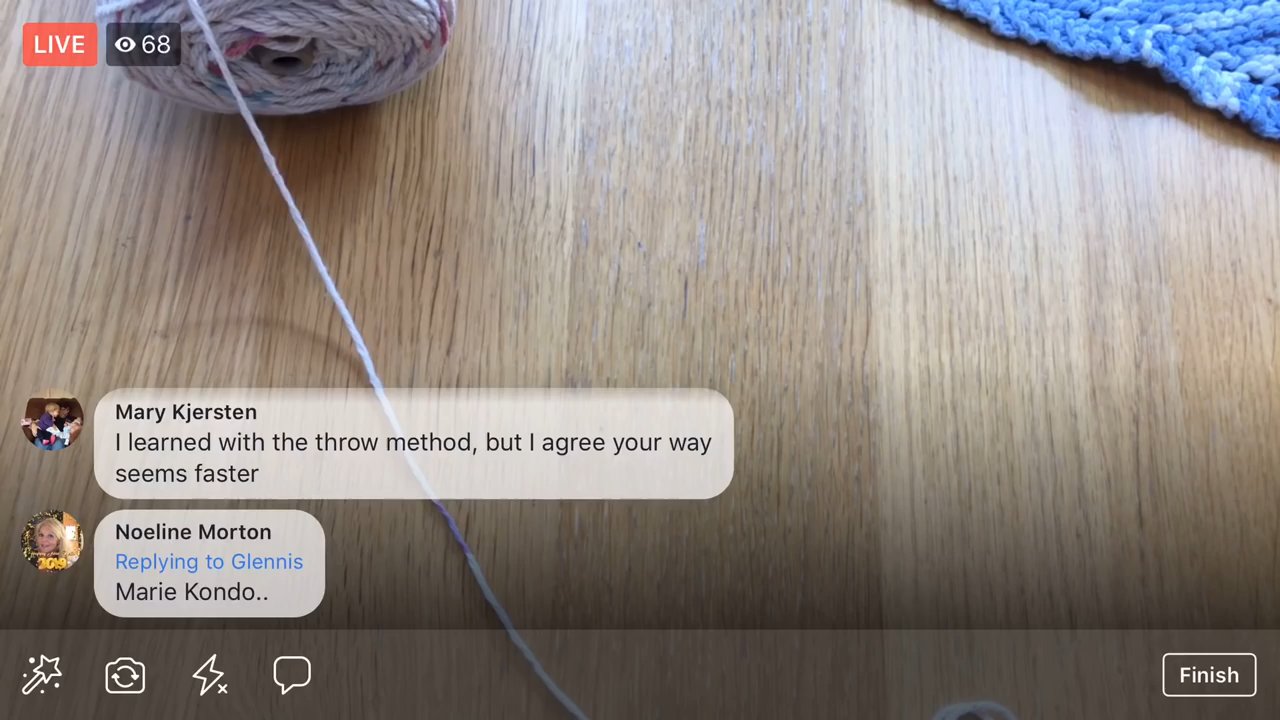 LIVE 68
Mary Kjersten
I learned with the throw method, but I agree your way
seems faster
Noeline Morton
Replying to Glennis
Marie Kondo..
Finish